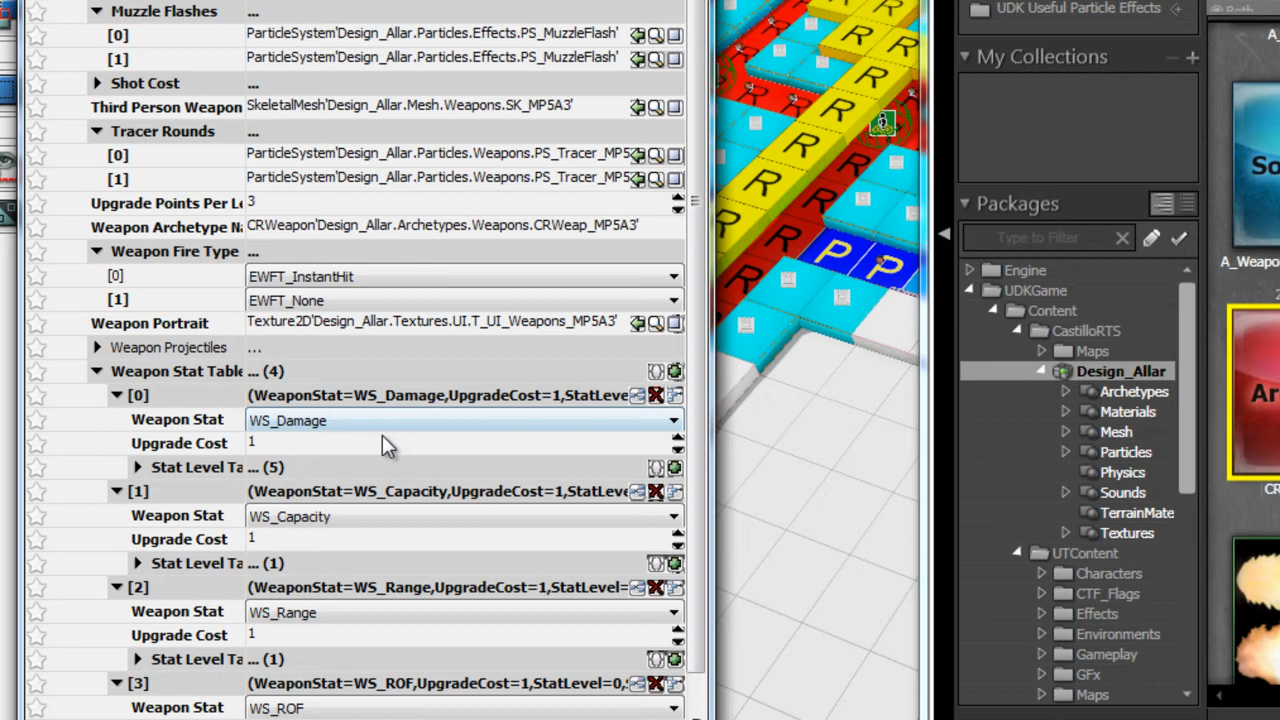 Muzzle Flashes ...
[0] ParticleSystem'Design_Allar.Particles.Effects.PS_MuzzleFlash'
[1] ParticleSystem'Design_Allar.Particles.Effects.PS_MuzzleFlash'
Shot Cost ...
Third Person Weapon SkeletalMesh'Design_Allar.Mesh.Weapons.SK_MP5A3'
Tracer Rounds ...
[0] ParticleSystem'Design_Allar.Particles.Weapons.PS_Tracer_MP5
[1] ParticleSystem'Design_Allar.Particles.Weapons.PS_Tracer_MP5
Upgrade Points Per Le 3
Weapon Archetype Na CRWeapon'Design_Allar.Archetypes.Weapons.CRWeap_MP5A3'
Weapon Fire Type ...
[0] EWFT_InstantHit
[1] EWFT_None
Weapon Portrait Texture2D'Design_Allar.Textures.UI.T_UI_Weapons_MP5A3'
Weapon Projectiles ...
Weapon Stat Table ... (4)
[0] (WeaponStat=WS_Damage,UpgradeCost=1,StatLeve
Weapon Stat WS_Damage
Upgrade Cost 1
Stat Level Ta ... (5)
[1] (WeaponStat=WS_Capacity,UpgradeCost=1,StatLeve
Weapon Stat WS_Capacity
Upgrade Cost 1
Stat Level Ta ... (1)
[2] (WeaponStat=WS_Range,UpgradeCost=1,StatLevel=
Weapon Stat WS_Range
Upgrade Cost 1
Stat Level Ta ... (1)
[3] (WeaponStat=WS_ROF,UpgradeCost=1,StatLevel=0,
Weapon Stat WS_ROF
R R
R
R
R
R
R
R
R
R
R P P
R
UDK Useful Particle Effects
My Collections
Packages
Type to Filter
Engine
UDKGame
Content
CastilloRTS
Maps
Design_Allar
Archetypes
Materials
Mesh
Particles
Physics
Sounds
TerrainMate
Textures
UTContent
Characters
CTF_Flags
Effects
Environments
Gameplay
GFx
Maps
So
A_Weapo
Ar